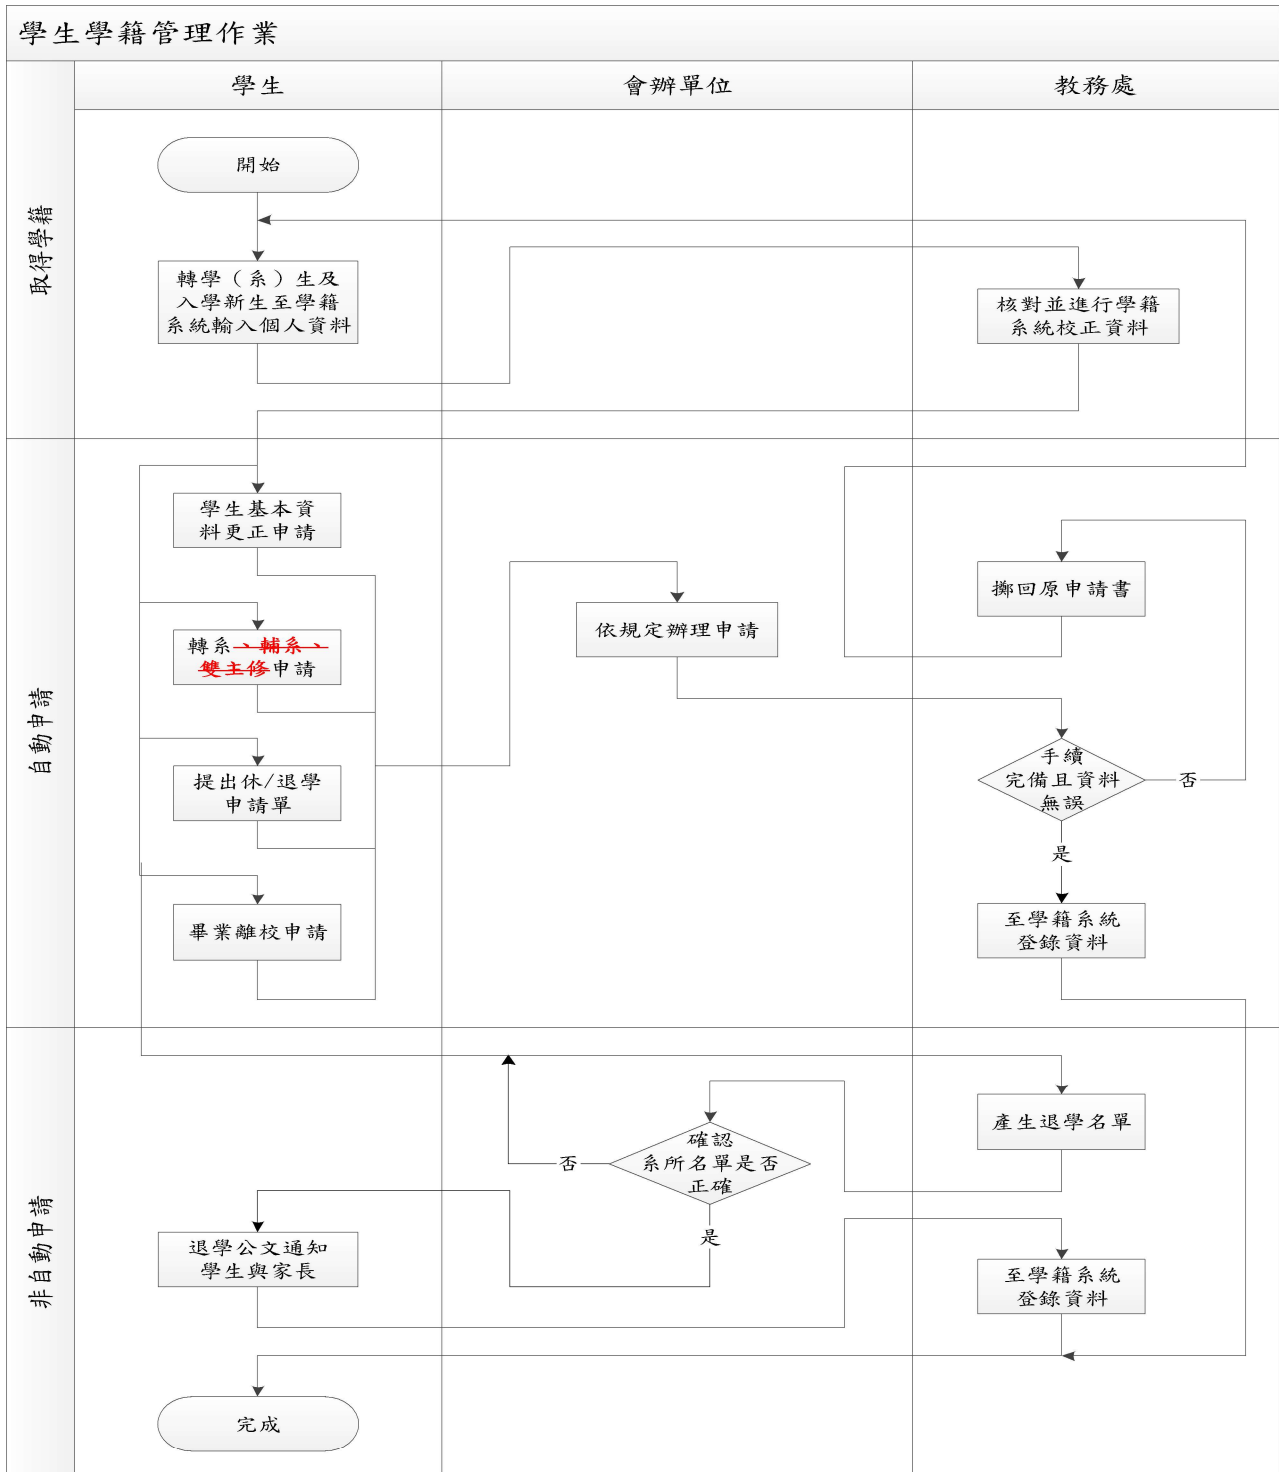 學生學籍管理作業
學生
會辦單位
教務處
取得學籍
開始
轉學（系）生及
入學新生至學籍
系統輸入個人資料
核對並進行學籍
系統校正資料
自動申請
學生基本資
料更正申請
轉系、輔系、
雙主修申請
提出休/退學
申請單
畢業離校申請
依規定辦理申請
擲回原申請書
手續
完備且資料
無誤
否
是
至學籍系統
登錄資料
非自動申請
產生退學名單
確認
系所名單是否
正確
否
是
退學公文通知
學生與家長
至學籍系統
登錄資料
完成